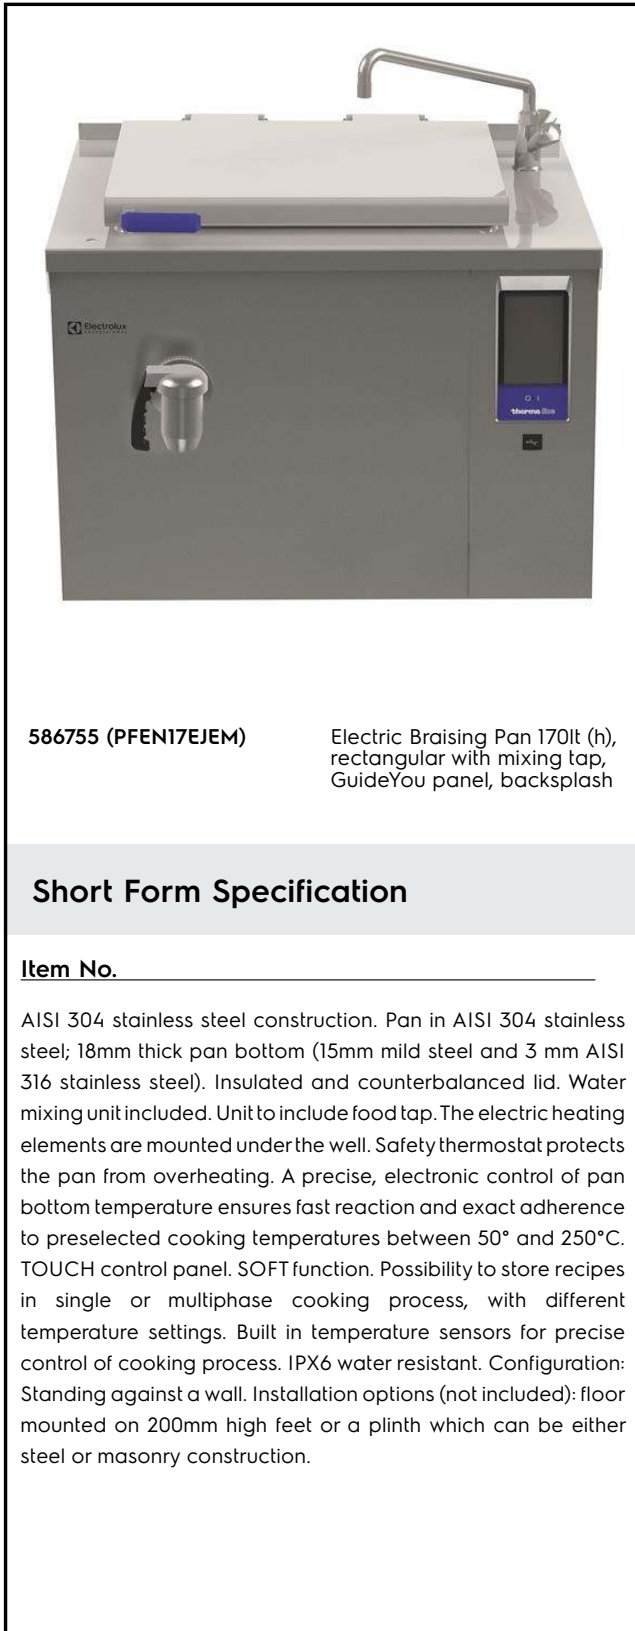 Electrolux
PROFESSIONAL
O I
thermaline
586755 (PFEN17EJEM)
Electric Braising Pan 170lt (h),
rectangular with mixing tap,
GuideYou panel, backsplash
Short Form Specification
Item No.
AISI 304 stainless steel construction. Pan in AISI 304 stainless
steel; 18mm thick pan bottom (15mm mild steel and 3 mm AISI
316 stainless steel). Insulated and counterbalanced lid. Water
mixing unit included. Unit to include food tap. The electric heating
elements are mounted under the well. Safety thermostat protects
the pan from overheating. A precise, electronic control of pan
bottom temperature ensures fast reaction and exact adherence
to preselected cooking temperatures between 50° and 250°C.
TOUCH control panel. SOFT function. Possibility to store recipes
in single or multiphase cooking process, with different
temperature settings. Built in temperature sensors for precise
control of cooking process. IPX6 water resistant. Configuration:
Standing against a wall. Installation options (not included): floor
mounted on 200mm high feet or a plinth which can be either
steel or masonry construction.